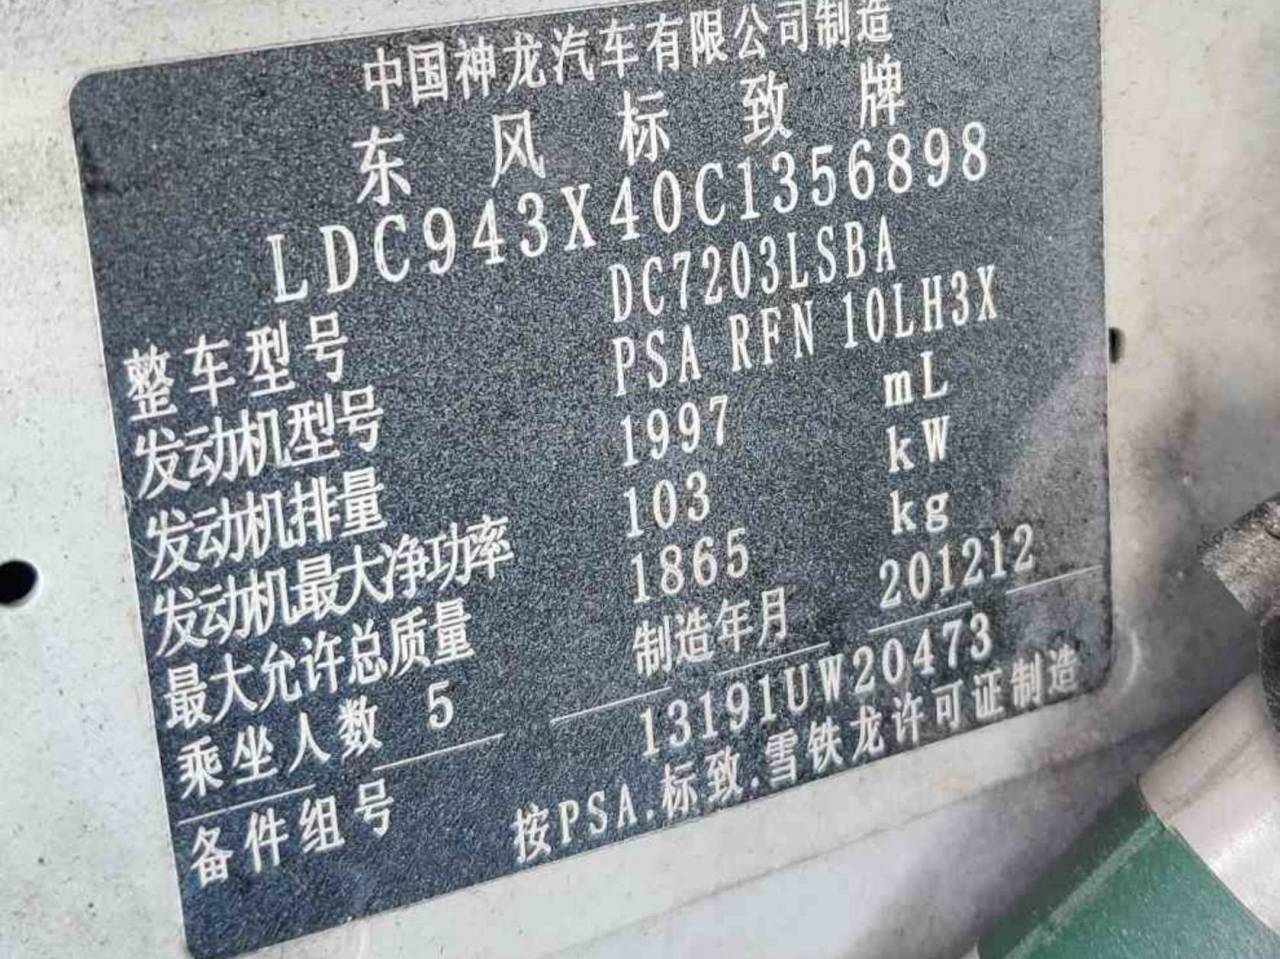 中国神龙汽车有限公司制造
东风标致牌
LDC943X40C1356898
整车型号 DC7203LSBA
发动机型号 PSA RFN 10LH3X
发动机排量 1997 mL
发动机最大净功率 103 kW
最大允许总质量 1865 kg
乘坐人数 5 制造年月 201212
备件组号 13191UW20473
按PSA.标致.雪铁龙许可证制造